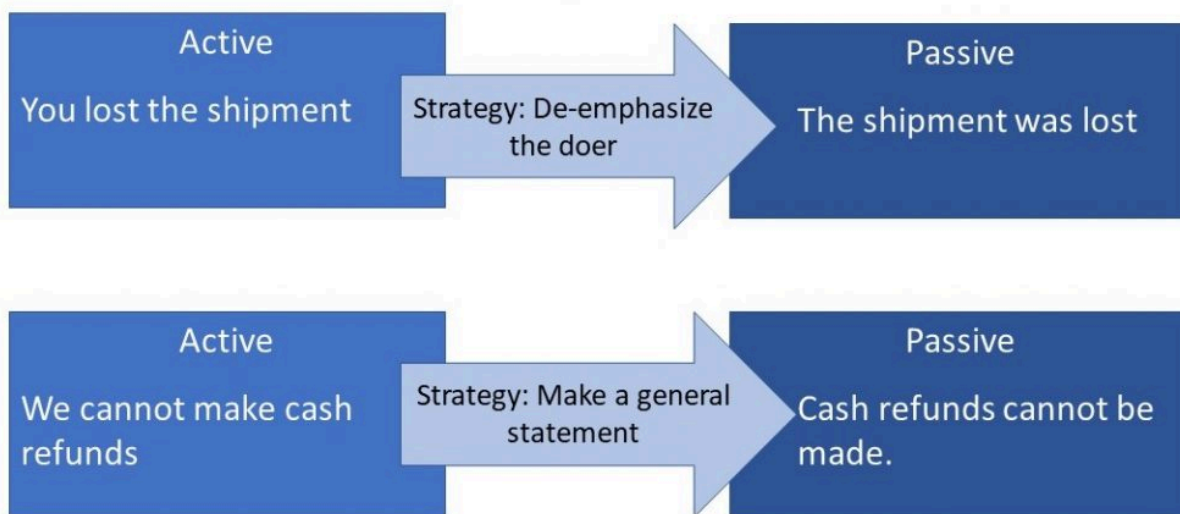 Active
You lost the shipment
Strategy: De-emphasize
the doer
Passive
The shipment was lost
Active
We cannot make cash
refunds
Strategy: Make a general
statement
Passive
Cash refunds cannot be
made.